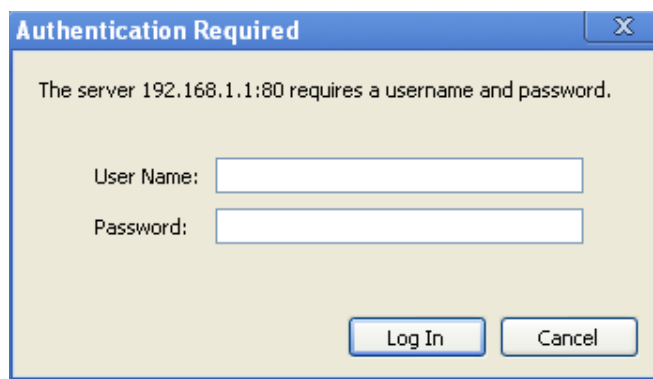 Authentication Required
The server 192.168.1.1:80 requires a username and password.
User Name:
Password:
Log In
Cancel